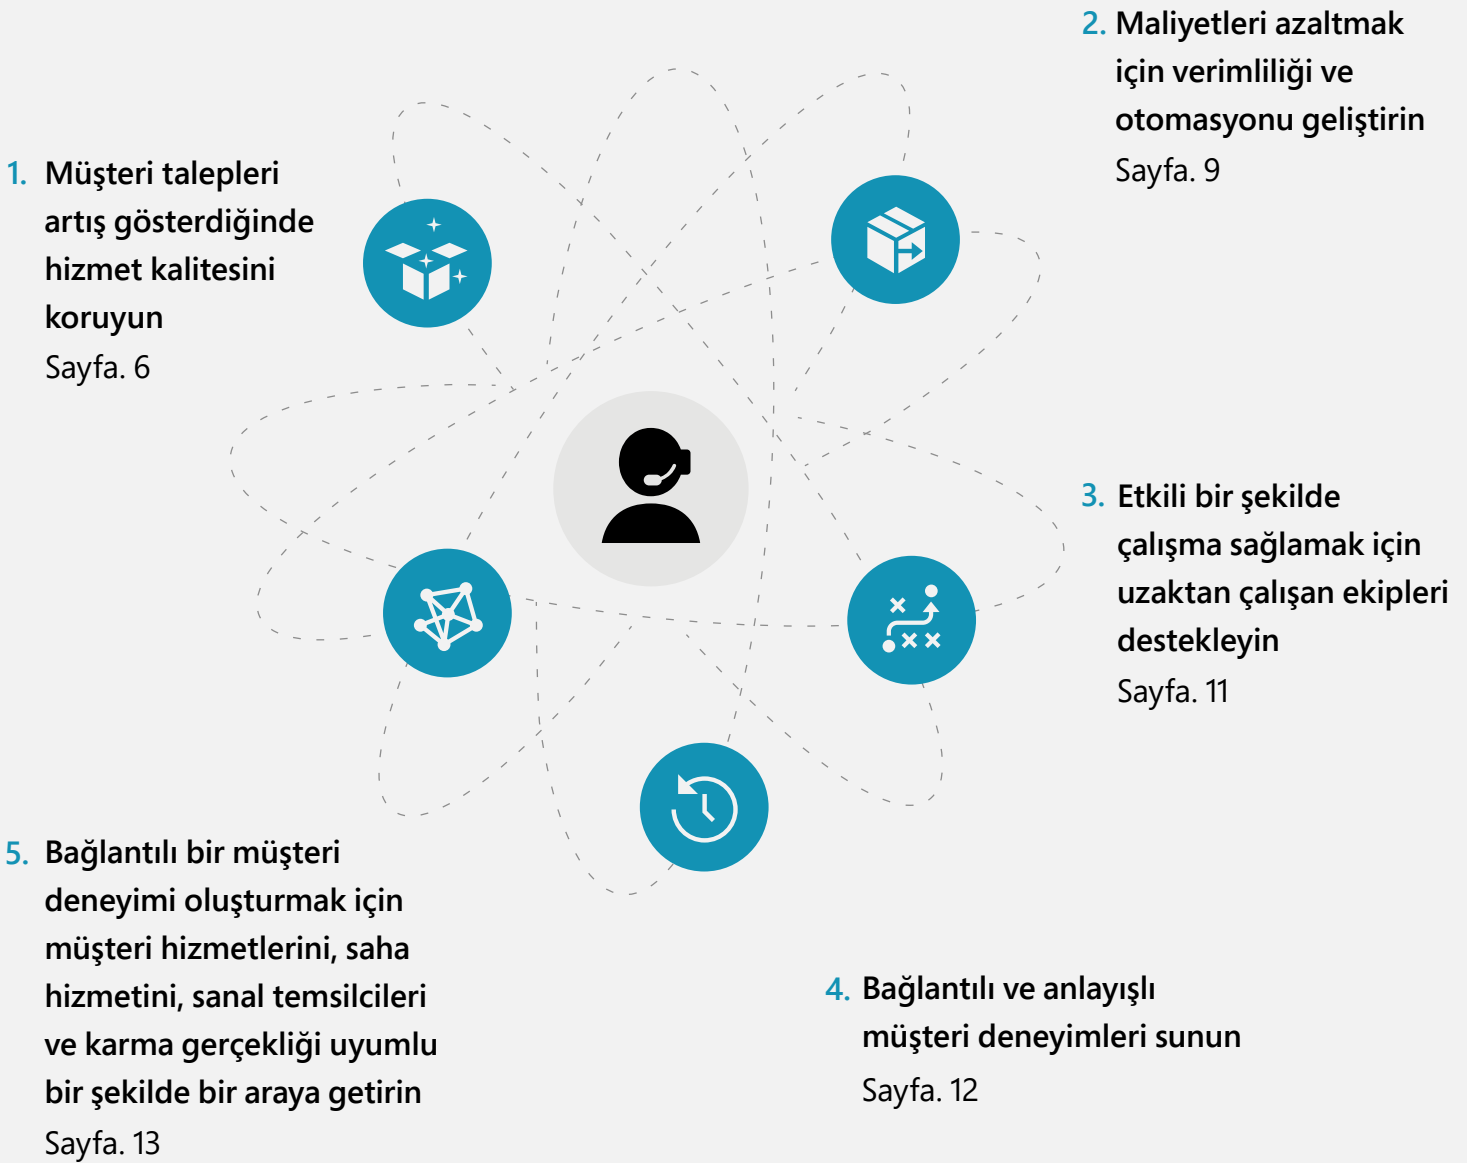 1. Müşteri talepleri
artış gösterdiğinde
hizmet kalitesini
koruyun
Sayfa. 6
2. Maliyetleri azaltmak
için verimliliği ve
otomasyonu geliştirin
Sayfa. 9
3. Etkili bir şekilde
çalışma sağlamak için
uzaktan çalışan ekipleri
destekleyin
Sayfa. 11
4. Bağlantılı ve anlayışlı
müşteri deneyimleri sunun
Sayfa. 12
5. Bağlantılı bir müşteri
deneyimi oluşturmak için
müşteri hizmetlerini, saha
hizmetini, sanal temsilcileri
ve karma gerçekliği uyumlu
bir şekilde bir araya getirin
Sayfa. 13